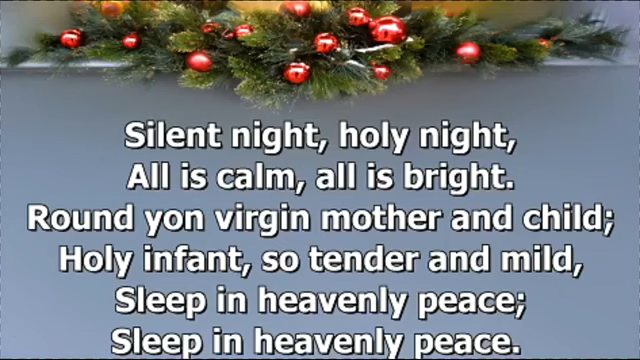 Silent night, holy night,
All is calm, all is bright.
Round yon virgin mother and child;
Holy infant, so tender and mild,
Sleep in heavenly peace;
Sleep in heavenly peace.